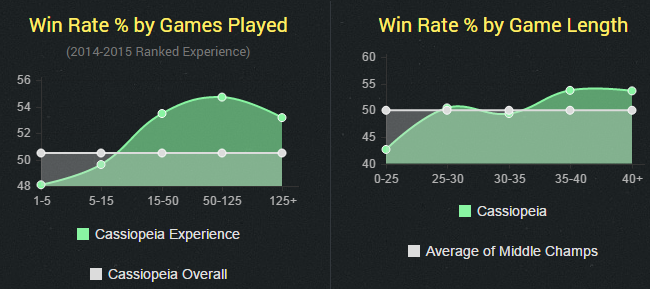 Win Rate % by Games Played
(2014-2015 Ranked Experience)
56
54
52
50
48
1-5 5-15 15-50 50-125 125+
Cassiopeia Experience
Cassiopeia Overall
Win Rate % by Game Length
60
55
50
45
40
0-25 25-30 30-35 35-40 40+
Cassiopeia
Average of Middle Champs